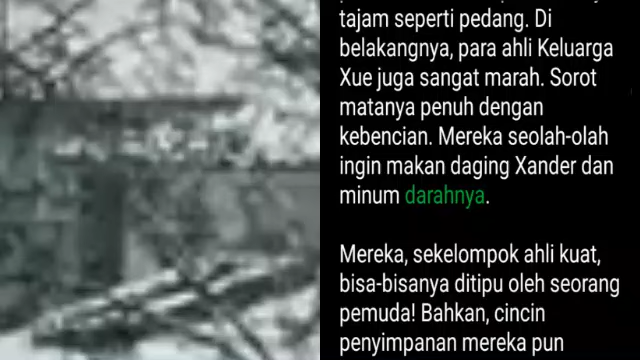 tajam seperti pedang. Di
belakangnya, para ahli Keluarga
Xue juga sangat marah. Sorot
matanya penuh dengan
kebencian. Mereka seolah-olah
ingin makan daging Xander dan
minum darahnya.
Mereka, sekelompok ahli kuat,
bisa-bisanya ditipu oleh seorang
pemuda! Bahkan, cincin
penyimpanan mereka pun